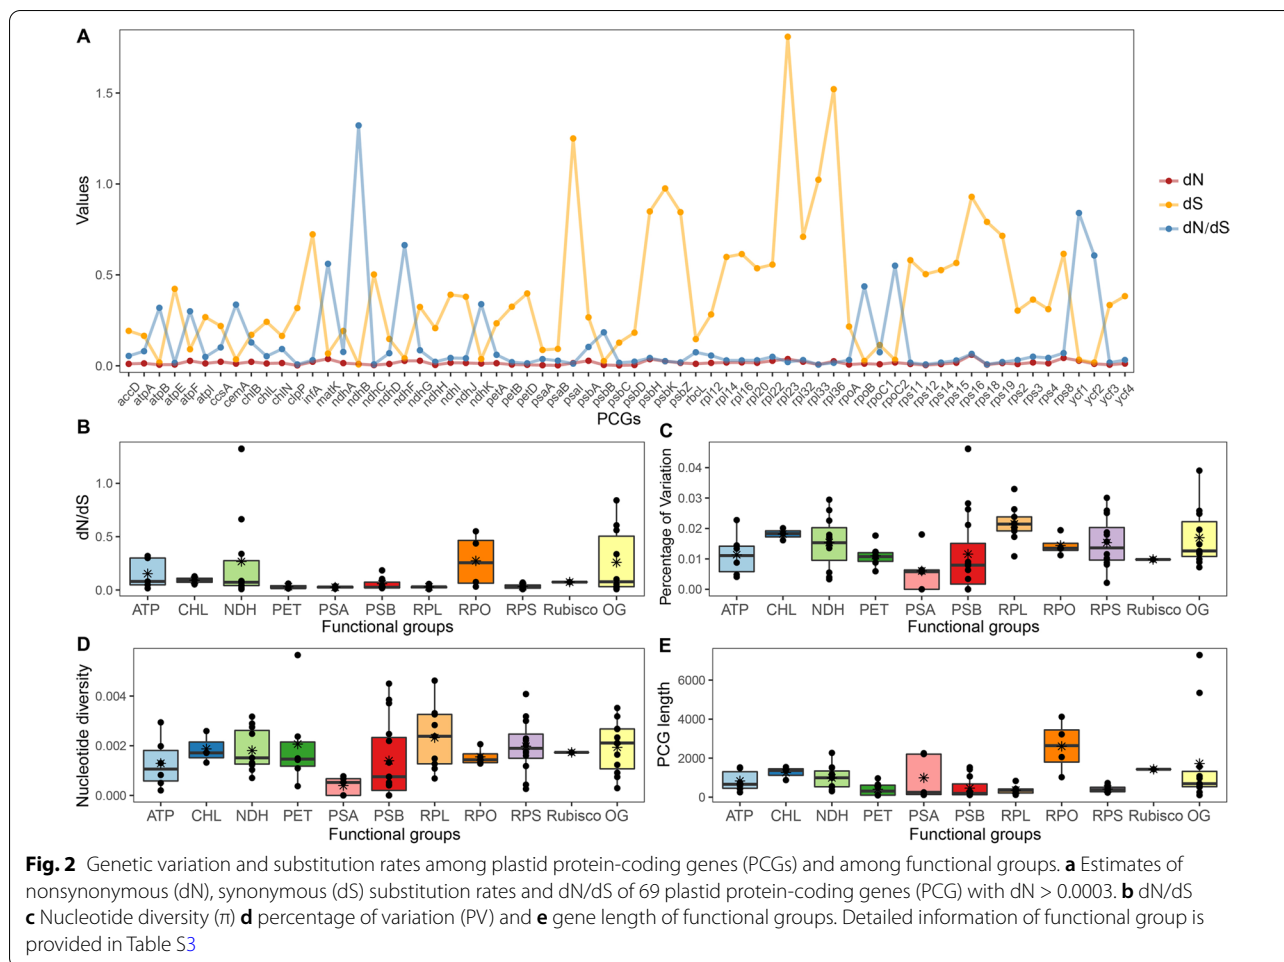 A
Values
1.5
1.0
0.5
0.0
accD atpA atpB atpE atpF atpI ccsA cemA chlB chlL chlN clpP infA matK ndhA ndhB ndhC ndhD ndhF ndhG ndhH ndhI ndhJ ndhK petA petB petD psaA psaB psaI psbA psbB psbC psbD psbH psbK psbZ rbcL rpl12 rpl14 rpl16 rpl20 rpl22 rpl23 rpl32 rpl33 rpl36 rpoA rpoB rpoC1 rpoC2 rps11 rps12 rps14 rps15 rps16 rps18 rps19 rps2 rps3 rps4 rps8 ycf1 ycf2 ycf3 ycf4
PCGs
dN
dS
dN/dS
B
dN/dS
1.0
0.5
0.0
ATP CHL NDH PET PSA PSB RPL RPO RPS Rubisco OG
Functional groups
C
Percentage of Variation
0.04
0.03
0.02
0.01
0.00
ATP CHL NDH PET PSA PSB RPL RPO RPS Rubisco OG
Functional groups
D
Nucleotide diversity
0.004
0.002
0.000
ATP CHL NDH PET PSA PSB RPL RPO RPS Rubisco OG
Functional groups
E
PCG length
6000
4000
2000
0
ATP CHL NDH PET PSA PSB RPL RPO RPS Rubisco OG
Functional groups
Fig. 2 Genetic variation and substitution rates among plastid protein-coding genes (PCGs) and among functional groups. a Estimates of
nonsynonymous (dN), synonymous (dS) substitution rates and dN/dS of 69 plastid protein-coding genes (PCG) with dN > 0.0003. b dN/dS
c Nucleotide diversity (π) d percentage of variation (PV) and e gene length of functional groups. Detailed information of functional group is
provided in Table S3